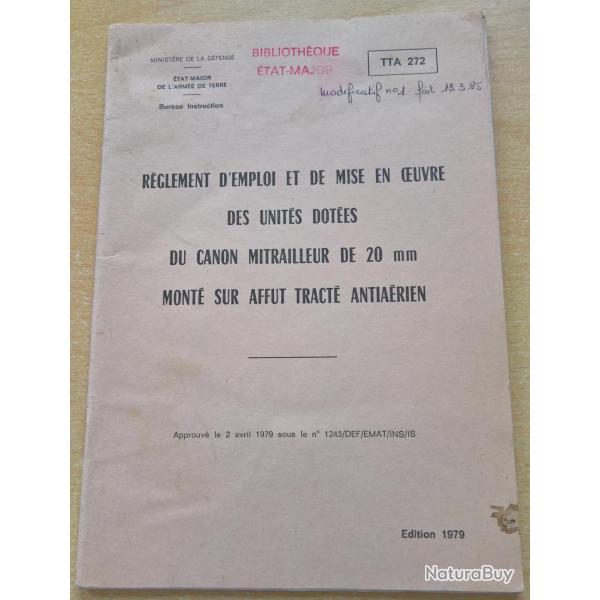 MINISTÈRE DE LA DÉFENSE
ÉTAT-MAJOR
DE L'ARMÉE DE TERRE
Bureau Instruction
BIBLIOTHÈQUE
ÉTAT-MAJOR
TTA 272
modificatif no1 fait 13.3.85
RÈGLEMENT D'EMPLOI ET DE MISE EN ŒUVRE
DES UNITÉS DOTÉES
DU CANON MITRAILLEUR DE 20 mm
MONTÉ SUR AFFUT TRACTÉ ANTIAÉRIEN
Approuvé le 2 avril 1979 sous le n° 1243/DEF/EMAT/INS/IS
Edition 1979
NaturaBuy